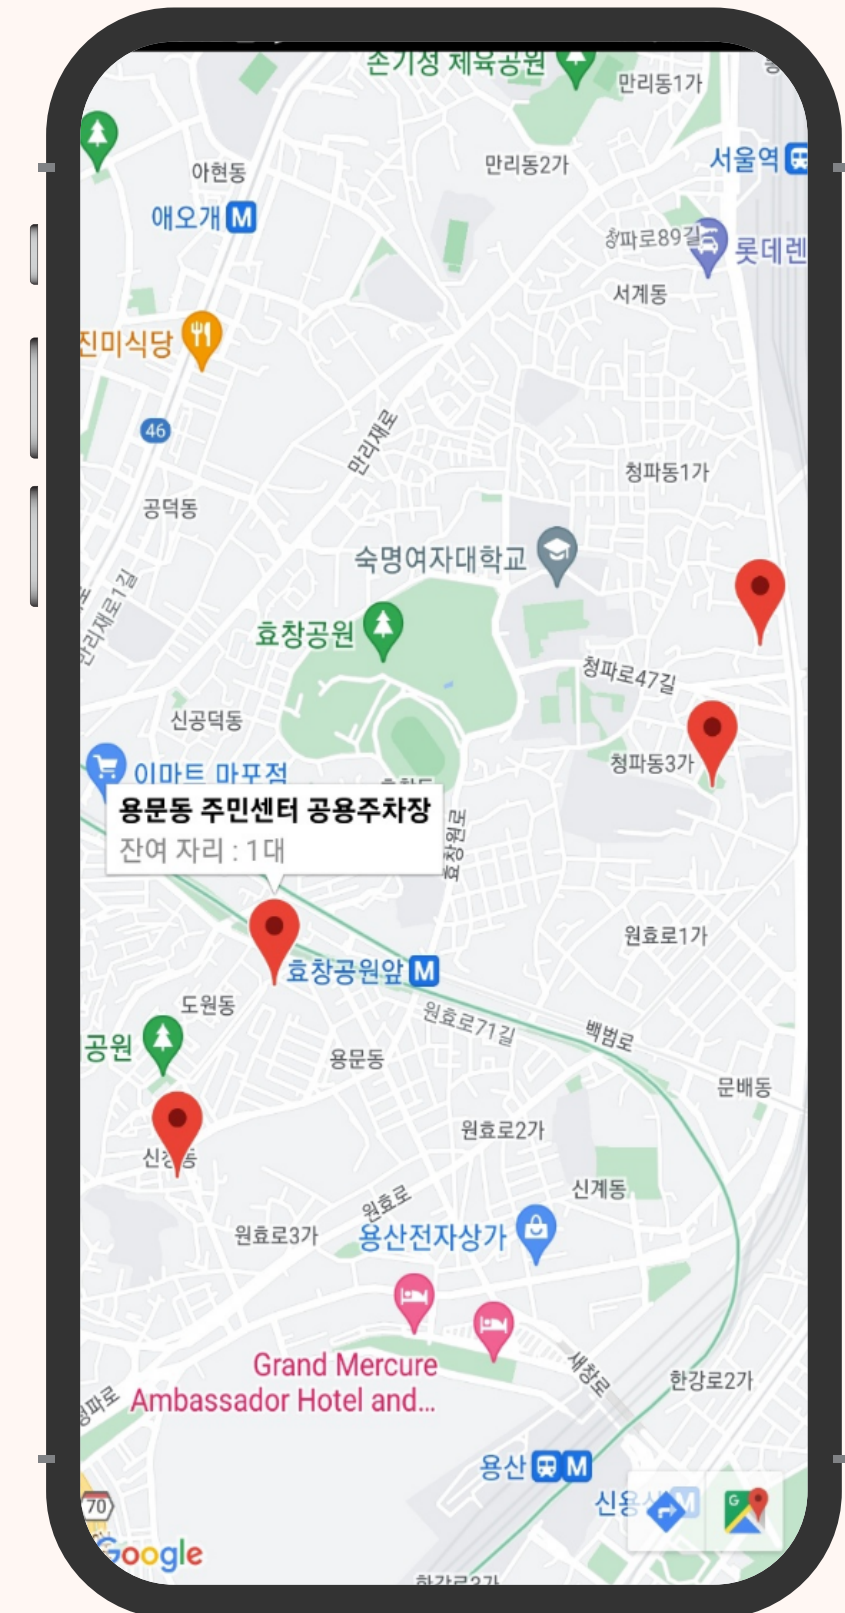 손기정 체육공원
만리동1가
아현동
만리동2가
서울역
애오개 M
청파로89길
롯데렌
서계동
진미식당
46
만리재로
청파동1가
공덕동
숙명여자대학교
만리재로1길
효창공원
청파로47길
신공덕동
청파동3가
이마트 마포점
용문동 주민센터 공용주차장
잔여 자리 : 1대
효창원로
원효로1가
효창공원앞 M
도원동
원효로71길
백범로
공원
용문동
문배동
원효로2가
신창동
신계동
원효로
원효로3가
용산전자상가
Grand Mercure
Ambassador Hotel and...
새창로
한강로2가
청파로
용산 M
70
G
Google